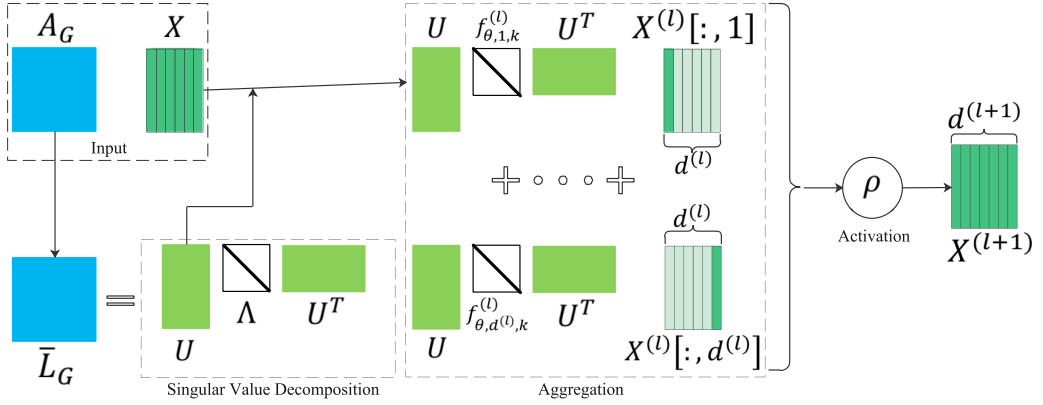 A_G X
Input
U f_{θ,1,k}^{(l)} U^T X^{(l)}[:,1]
d^{(l)}
+ ∘ ∘ ∘ +
d^{(l)}
U f_{θ,d^{(l)},k}^{(l)} U^T X^{(l)}[:,d^{(l)}]
Aggregation
ρ
Activation
d^{(l+1)}
X^{(l+1)}
L̅_G
=
U Λ U^T
Singular Value Decomposition